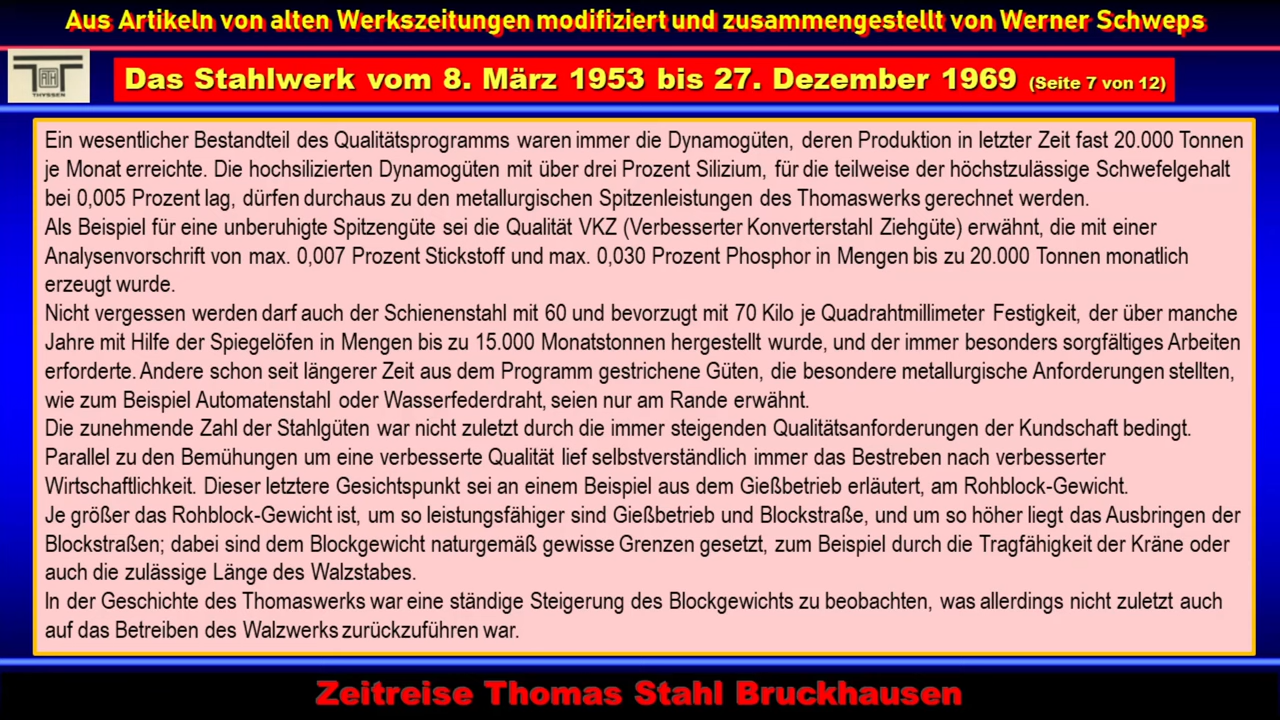 Aus Artikeln von alten Werkszeitungen modifiziert und zusammengestellt von Werner Schweps
ATH
THYSSEN
Das Stahlwerk vom 8. März 1953 bis 27. Dezember 1969 (Seite 7 von 12)
Ein wesentlicher Bestandteil des Qualitätsprogramms waren immer die Dynamogüten, deren Produktion in letzter Zeit fast 20.000 Tonnen
je Monat erreichte. Die hochsilizierten Dynamogüten mit über drei Prozent Silizium, für die teilweise der höchstzulässige Schwefelgehalt
bei 0,005 Prozent lag, dürfen durchaus zu den metallurgischen Spitzenleistungen des Thomaswerks gerechnet werden.
Als Beispiel für eine unberuhigte Spitzengüte sei die Qualität VKZ (Verbesserter Konverterstahl Ziehgüte) erwähnt, die mit einer
Analysenvorschrift von max. 0,007 Prozent Stickstoff und max. 0,030 Prozent Phosphor in Mengen bis zu 20.000 Tonnen monatlich
erzeugt wurde.
Nicht vergessen werden darf auch der Schienenstahl mit 60 und bevorzugt mit 70 Kilo je Quadrahtmillimeter Festigkeit, der über manche
Jahre mit Hilfe der Spiegelöfen in Mengen bis zu 15.000 Monatstonnen hergestellt wurde, und der immer besonders sorgfältiges Arbeiten
erforderte. Andere schon seit längerer Zeit aus dem Programm gestrichene Güten, die besondere metallurgische Anforderungen stellten,
wie zum Beispiel Automatenstahl oder Wasserfederdraht, seien nur am Rande erwähnt.
Die zunehmende Zahl der Stahlgüten war nicht zuletzt durch die immer steigenden Qualitätsanforderungen der Kundschaft bedingt.
Parallel zu den Bemühungen um eine verbesserte Qualität lief selbstverständlich immer das Bestreben nach verbesserter
Wirtschaftlichkeit. Dieser letztere Gesichtspunkt sei an einem Beispiel aus dem Gießbetrieb erläutert, am Rohblock-Gewicht.
Je größer das Rohblock-Gewicht ist, um so leistungsfähiger sind Gießbetrieb und Blockstraße, und um so höher liegt das Ausbringen der
Blockstraßen; dabei sind dem Blockgewicht naturgemäß gewisse Grenzen gesetzt, zum Beispiel durch die Tragfähigkeit der Kräne oder
auch die zulässige Länge des Walzstabes.
In der Geschichte des Thomaswerks war eine ständige Steigerung des Blockgewichts zu beobachten, was allerdings nicht zuletzt auch
auf das Betreiben des Walzwerks zurückzuführen war.
Zeitreise Thomas Stahl Bruckhausen